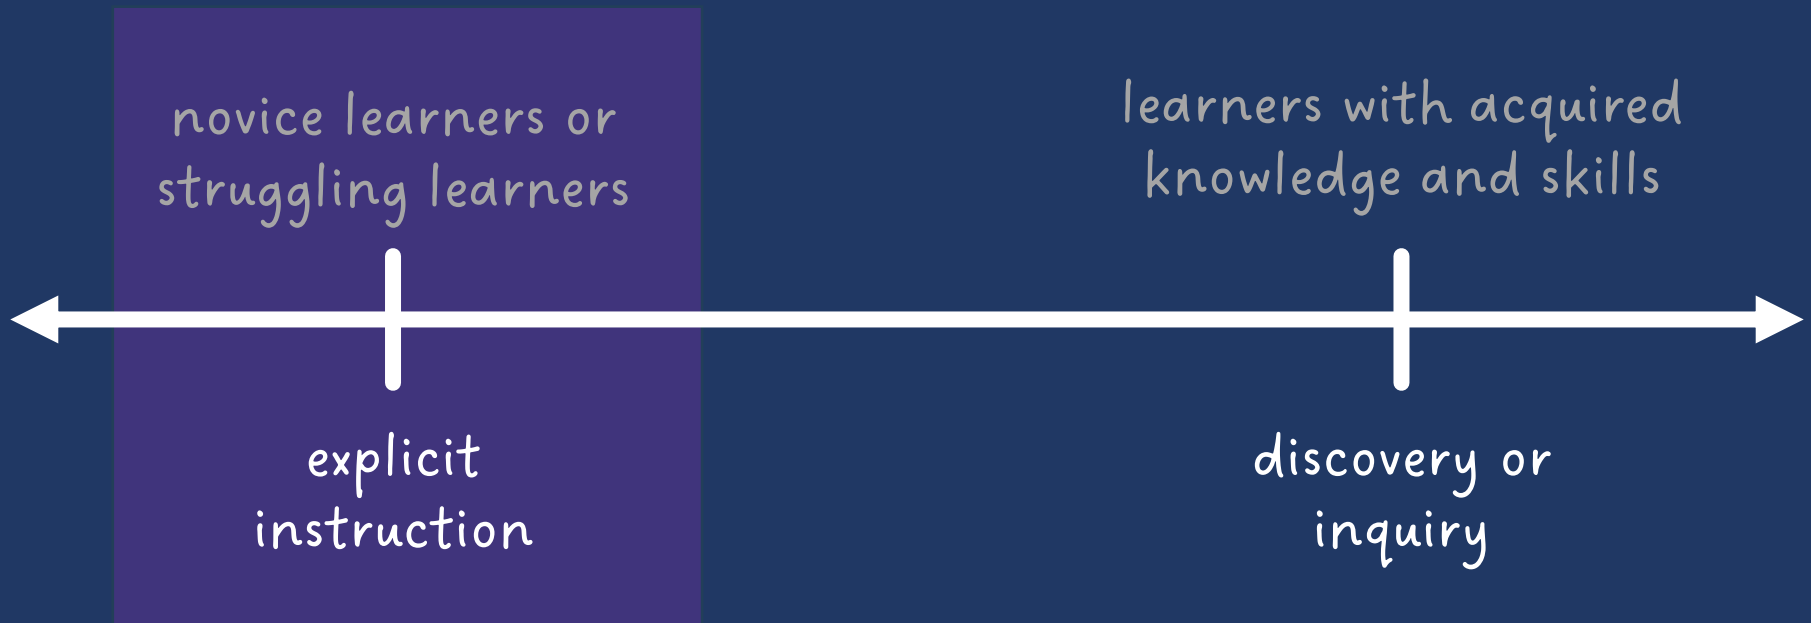 novice learners or
struggling learners
explicit
instruction
learners with acquired
knowledge and skills
discovery or
inquiry